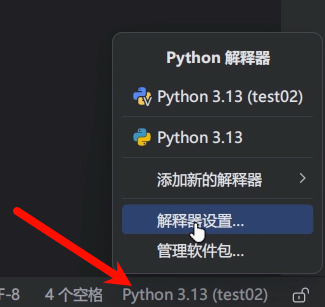 Python 解释器
Python 3.13 (test02)
Python 3.13
添加新的解释器
解释器设置...
管理软件包...
F-8 4 个空格 Python 3.13 (test02)